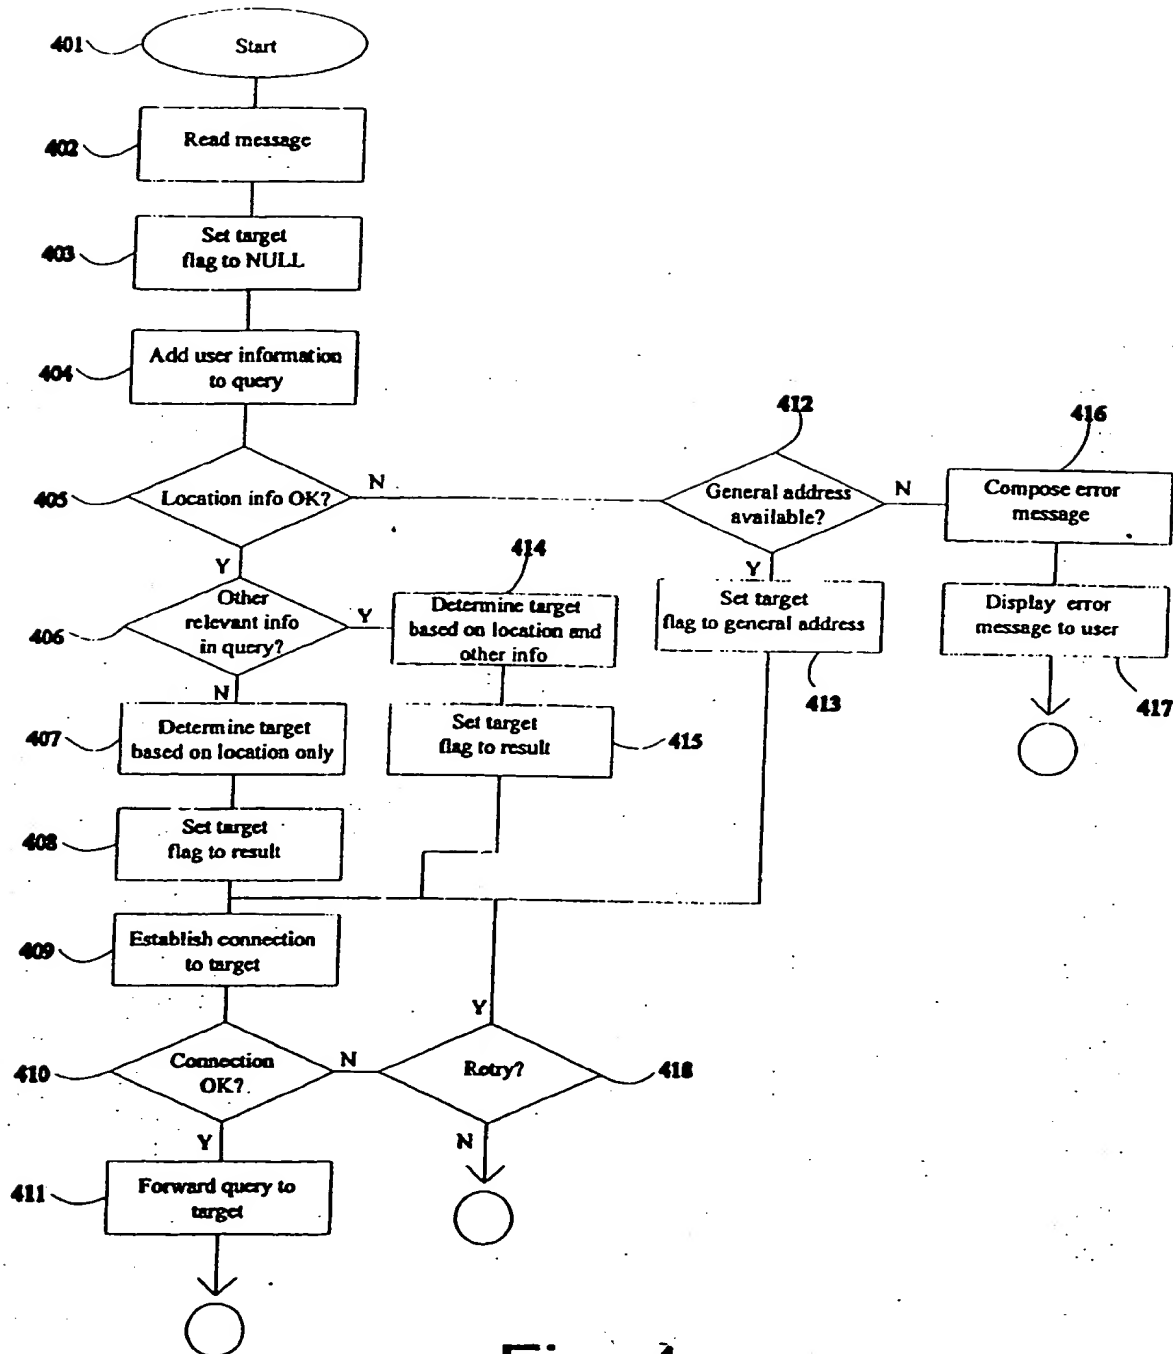 401
Start
402
Read message
403
Set target
flag to NULL
404
Add user information
to query
405
Location info OK?
N
Y
412
General address
available?
N
Y
416
Compose error
message
406
Other
relevant info
in query?
Y
N
414
Determine target
based on location and
other info
Set target
flag to general address
413
Display error
message to user
417
407
Determine target
based on location only
Set target
flag to result
415
408
Set target
flag to result
409
Establish connection
to target
410
Connection
OK?
N
Y
Y
Retry?
418
N
411
Forward query to
target